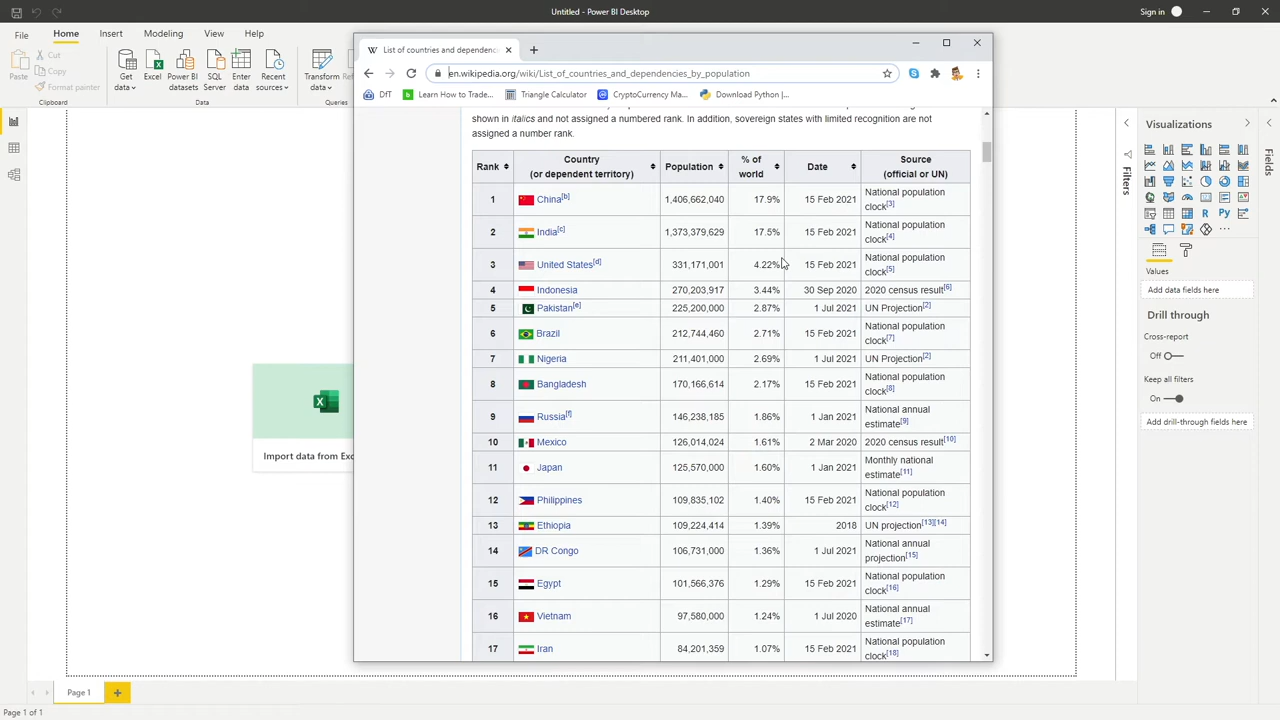 Untitled - Power BI Desktop
Sign in
File
Home
Insert
Modeling
View
Help
Paste
Cut
Copy
Format painter
Clipboard
Get data
Excel
Power BI datasets
SQL Server
Enter data
Recent sources
Transform data
Queries
List of countries and dependenc
en.wikipedia.org/wiki/List_of_countries_and_dependencies_by_population
DfT
Learn How to Trade...
Triangle Calculator
CryptoCurrency Ma...
Download Python |...
shown in italics and not assigned a numbered rank. In addition, sovereign states with limited recognition are not
assigned a number rank.
Rank Country (or dependent territory) Population % of world Date Source (official or UN)
1 China[b] 1,406,662,040 17.9% 15 Feb 2021 National population clock[3]
2 India[c] 1,373,379,629 17.5% 15 Feb 2021 National population clock[4]
3 United States[d] 331,171,001 4.22% 15 Feb 2021 National population clock[5]
4 Indonesia 270,203,917 3.44% 30 Sep 2020 2020 census result[6]
5 Pakistan[e] 225,200,000 2.87% 1 Jul 2021 UN Projection[2]
6 Brazil 212,744,460 2.71% 15 Feb 2021 National population clock[7]
7 Nigeria 211,401,000 2.69% 1 Jul 2021 UN Projection[2]
8 Bangladesh 170,166,614 2.17% 15 Feb 2021 National population clock[8]
9 Russia[f] 146,238,185 1.86% 1 Jan 2021 National annual estimate[9]
10 Mexico 126,014,024 1.61% 2 Mar 2020 2020 census result[10]
11 Japan 125,570,000 1.60% 1 Jan 2021 Monthly national estimate[11]
12 Philippines 109,835,102 1.40% 15 Feb 2021 National population clock[12]
13 Ethiopia 109,224,414 1.39% 2018 UN projection[13][14]
14 DR Congo 106,731,000 1.36% 1 Jul 2021 National annual projection[15]
15 Egypt 101,566,376 1.29% 15 Feb 2021 National population clock[16]
16 Vietnam 97,580,000 1.24% 1 Jul 2020 National annual estimate[17]
17 Iran 84,201,359 1.07% 15 Feb 2021 National population clock[18]
Import data from Exc
Filters
Visualizations
Fields
R
Py
Values
Add data fields here
Drill through
Cross-report
Off
Keep all filters
On
Add drill-through fields here
Page 1
Page 1 of 1